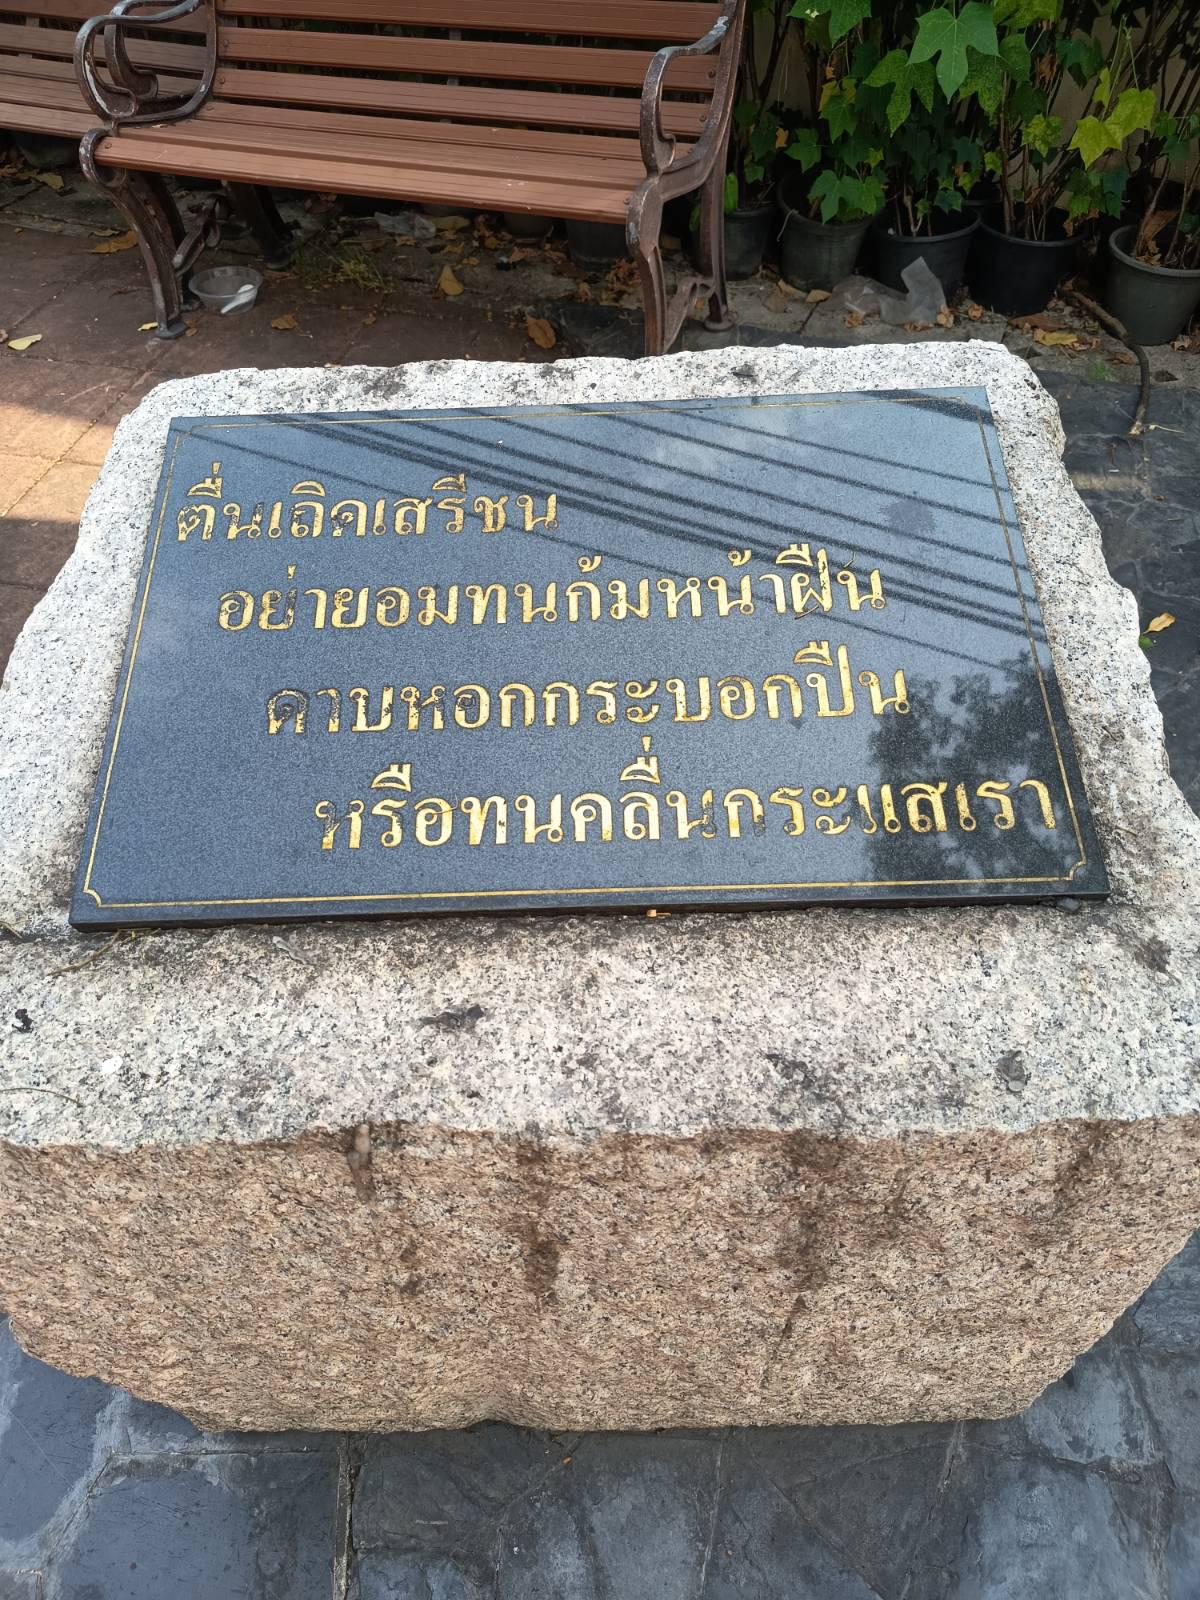 ตื่นเถิดเสรีชน
อย่ายอมทนก้มหน้าฝืน
ดาบหอกกระบอกปืน
หรือทนคลื่นกระแสเรา